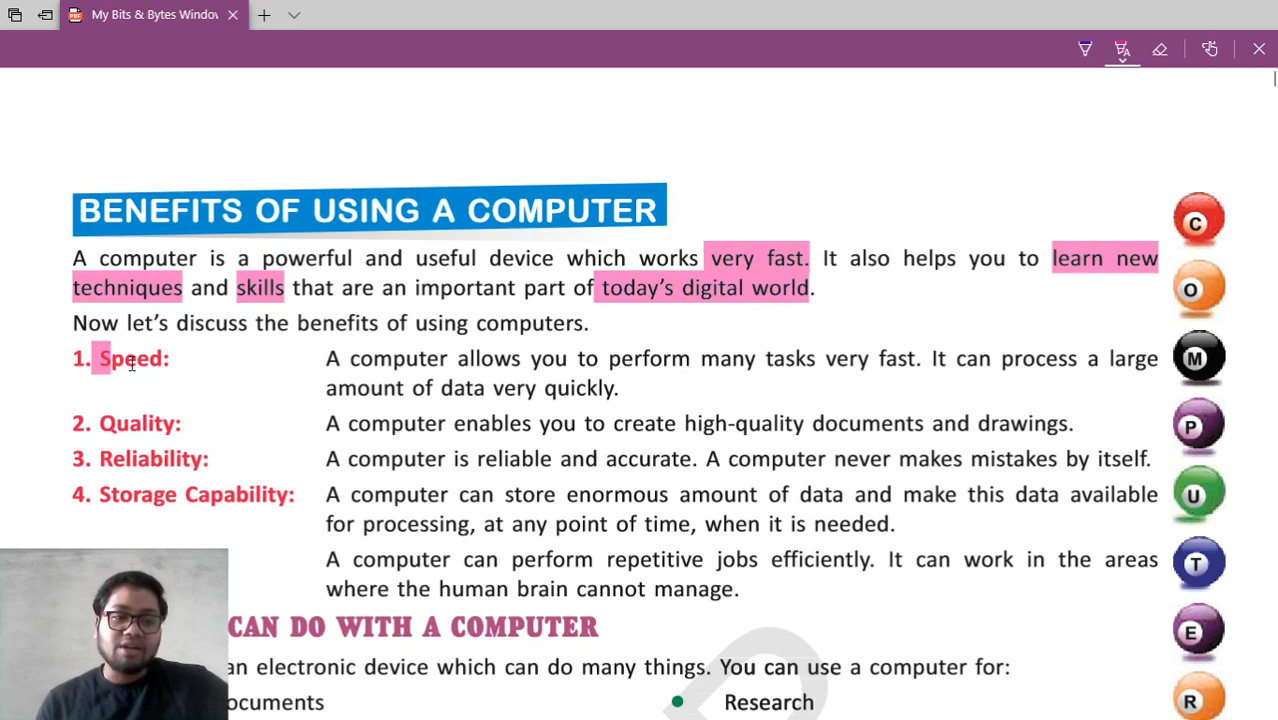 My Bits & Bytes Window
BENEFITS OF USING A COMPUTER
A computer is a powerful and useful device which works very fast. It also helps you to learn new
techniques and skills that are an important part of today's digital world.
Now let's discuss the benefits of using computers.
1. Speed: A computer allows you to perform many tasks very fast. It can process a large
amount of data very quickly.
2. Quality: A computer enables you to create high-quality documents and drawings.
3. Reliability: A computer is reliable and accurate. A computer never makes mistakes by itself.
4. Storage Capability: A computer can store enormous amount of data and make this data available
for processing, at any point of time, when it is needed.
A computer can perform repetitive jobs efficiently. It can work in the areas
where the human brain cannot manage.
CAN DO WITH A COMPUTER
an electronic device which can do many things. You can use a computer for:
ocuments
Research
C
O
M
P
U
T
E
R